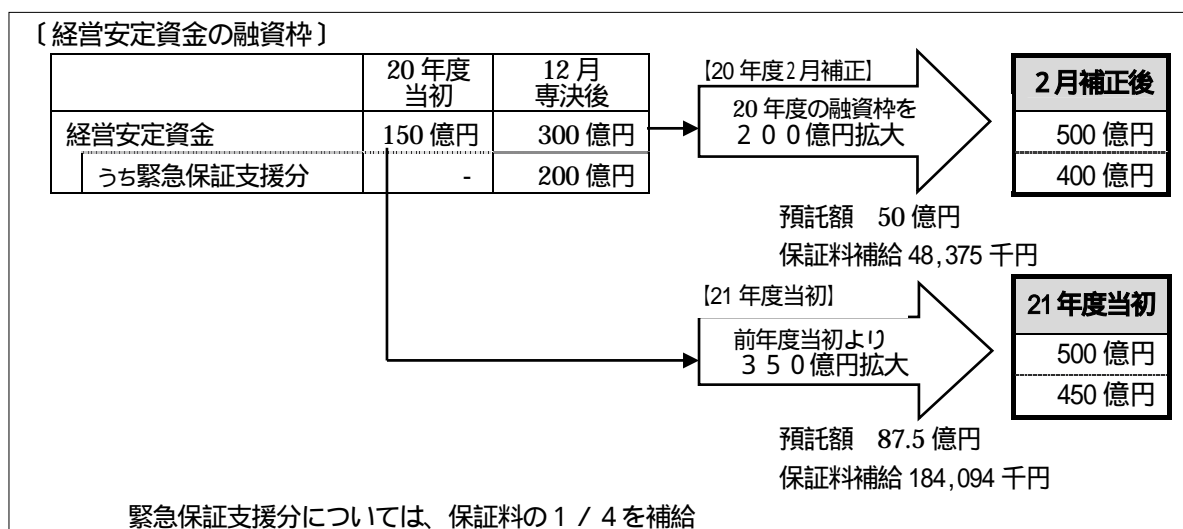 〔経営安定資金の融資枠〕
20年度
当初
12月
専決後
経営安定資金
150億円
300億円
うち緊急保証支援分
-
200億円
【20年度2月補正】
20年度の融資枠を
200億円拡大
2月補正後
500億円
400億円
預託額 50億円
保証料補給 48,375千円
【21年度当初】
前年度当初より
350億円拡大
21年度当初
500億円
450億円
預託額 87.5億円
保証料補給 184,094千円
緊急保証支援分については、保証料の1/4を補給